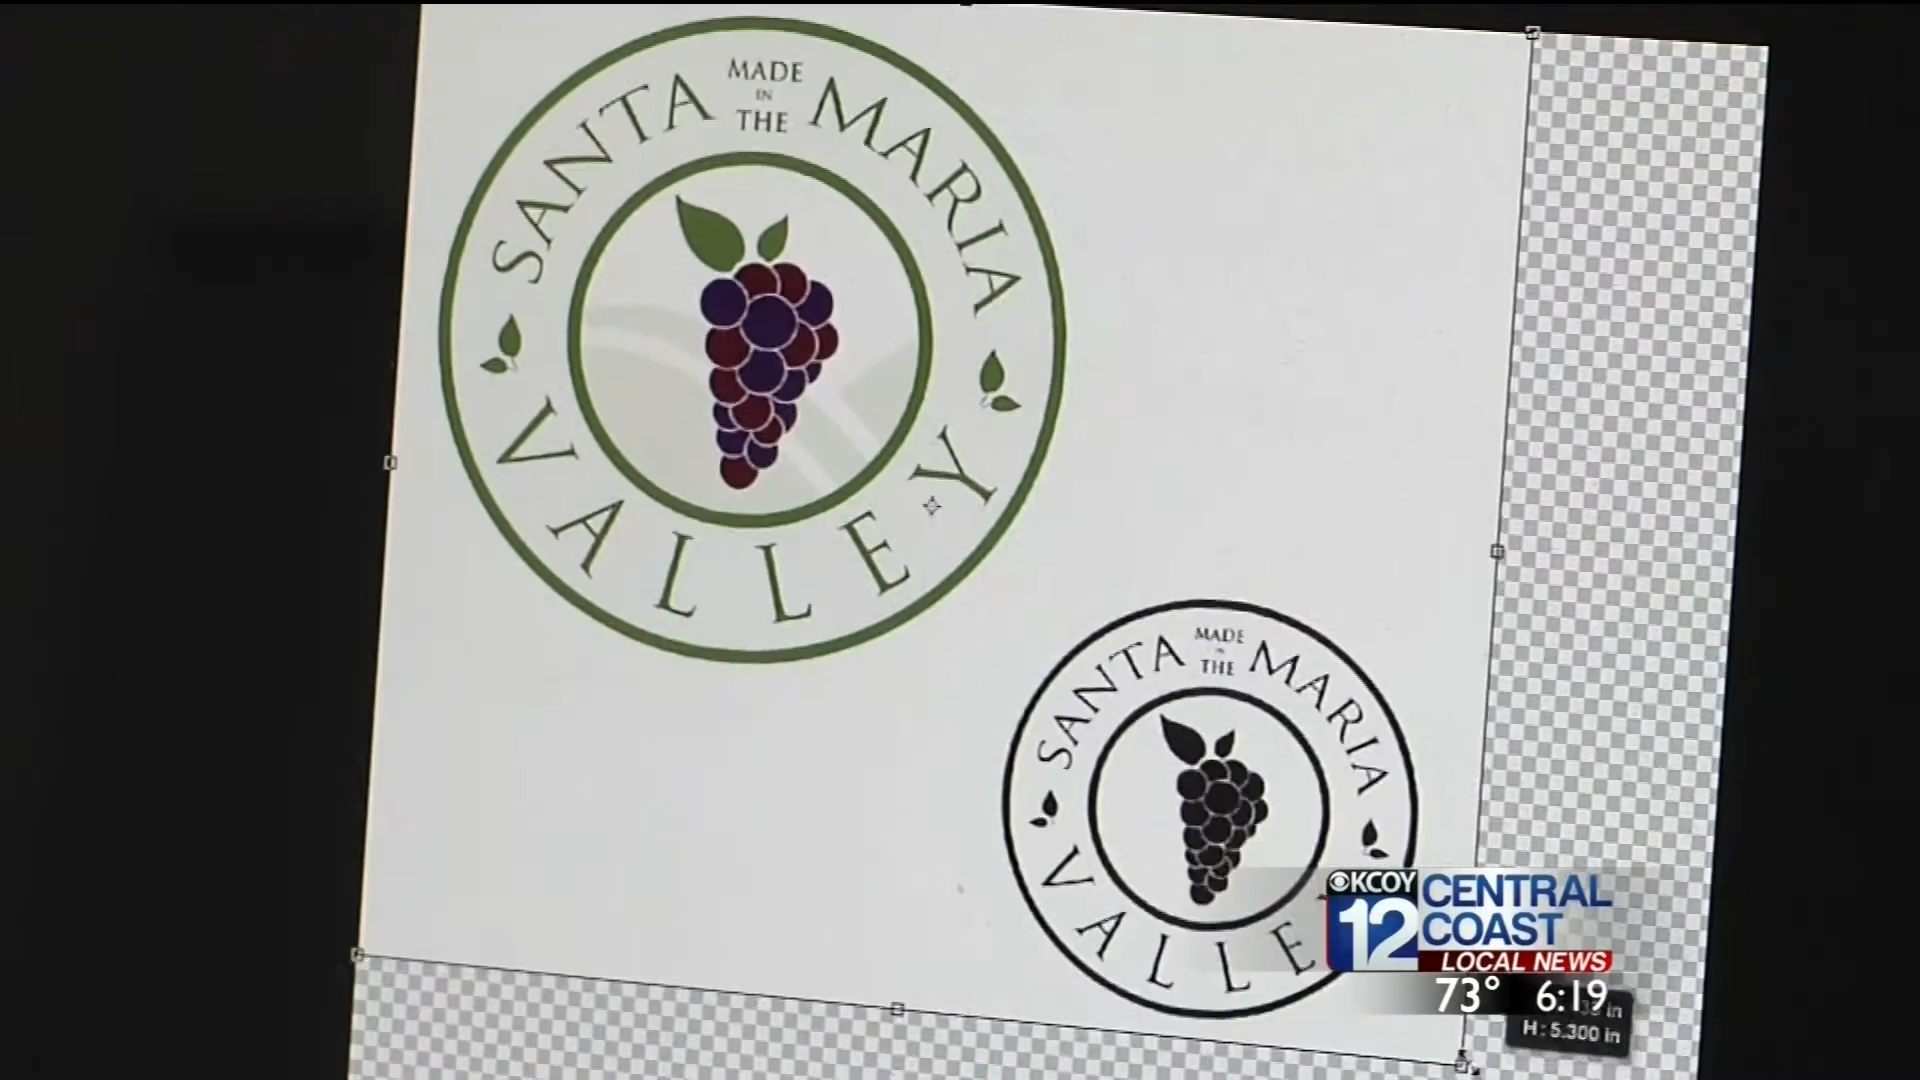 MADE
IN
THE
SANTA MARIA
VALLEY
MADE
IN
THE
SANTA MARIA
VALLE
KCOY
12
CENTRAL
COAST
LOCAL NEWS
73° 6:19
in
H: 5.300 in